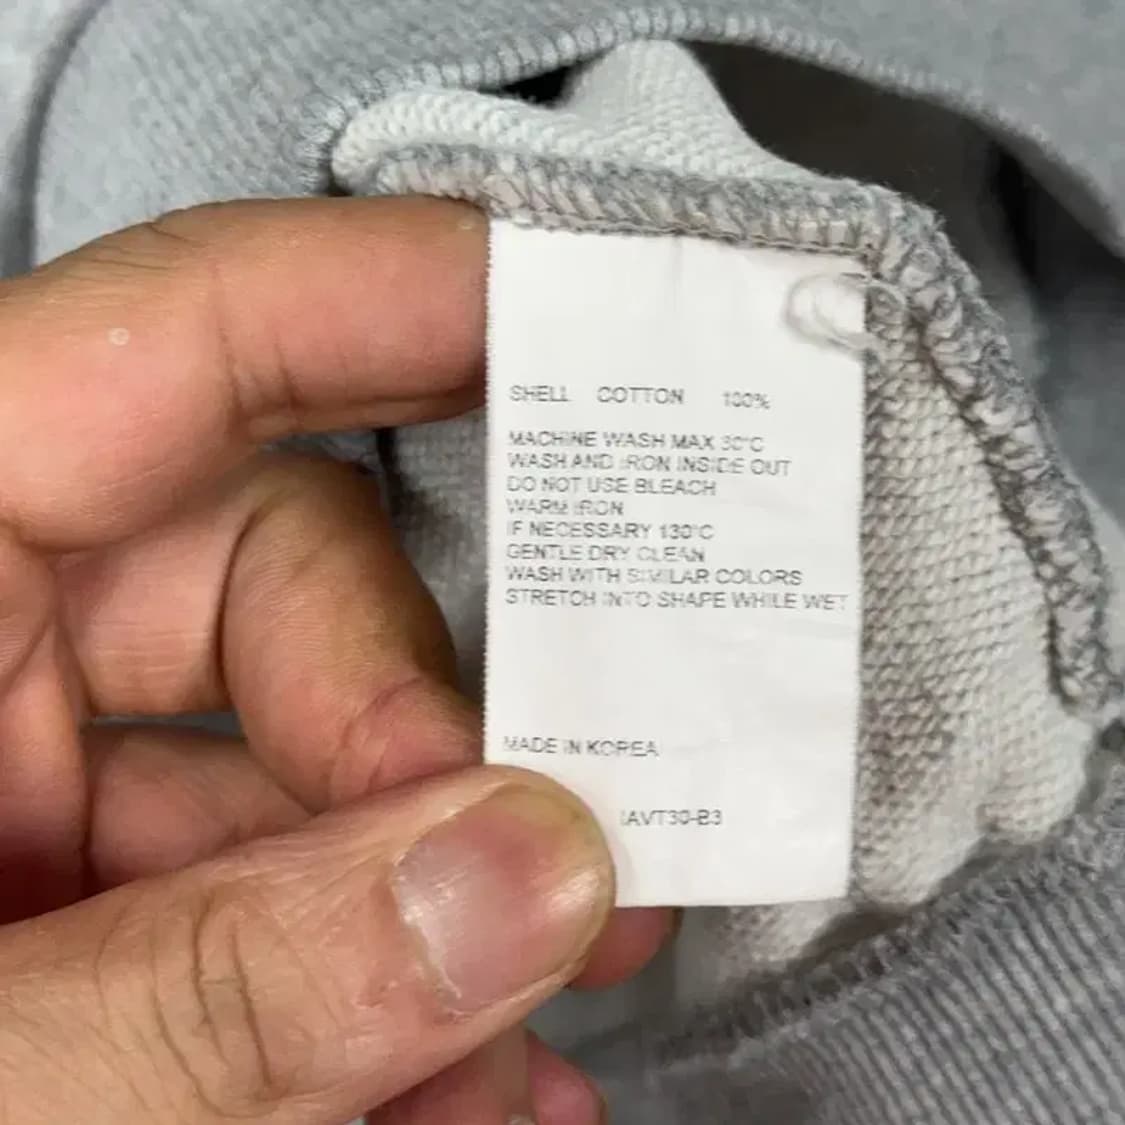 SHELL COTTON 100%
MACHINE WASH MAX 30°C
WASH AND IRON INSIDE OUT
DO NOT USE BLEACH
WARM IRON
IF NECESSARY 130°C
GENTLE DRY CLEAN
WASH WITH SIMILAR COLORS
STRETCH INTO SHAPE WHILE WET
MADE IN KOREA
IAVT30-B3